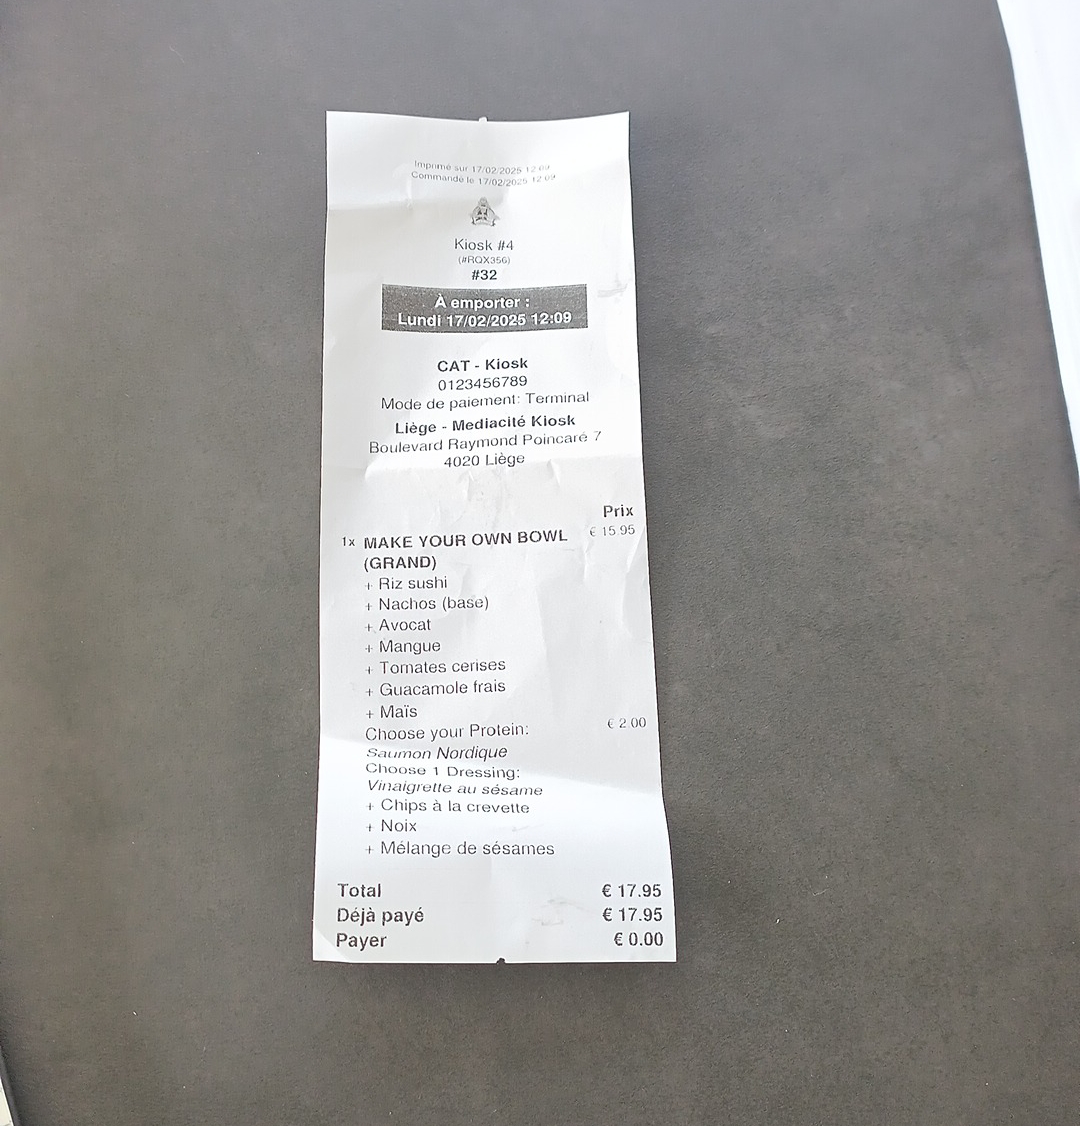 Imprimé sur 17/02/2025 12:09
Commandé le 17/02/2025 12:09
Kiosk #4
(#RQX356)
#32
À emporter :
Lundi 17/02/2025 12:09
CAT - Kiosk
0123456789
Mode de paiement: Terminal
Liège - Mediacité Kiosk
Boulevard Raymond Poincaré 7
4020 Liège
Prix
1x MAKE YOUR OWN BOWL € 15.95
(GRAND)
+ Riz sushi
+ Nachos (base)
+ Avocat
+ Mangue
+ Tomates cerises
+ Guacamole frais
+ Maïs
Choose your Protein: € 2.00
Saumon Nordique
Choose 1 Dressing:
Vinaigrette au sésame
+ Chips à la crevette
+ Noix
+ Mélange de sésames
Total € 17.95
Déjà payé € 17.95
Payer € 0.00